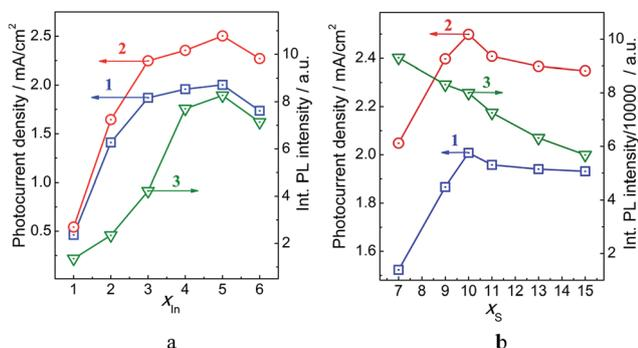 Photocurrent density / mA/cm²
2.5
2.0
1.5
1.0
0.5
2
1
3
10
8
6
4
2
Int. PL intensity / a.u.
1 2 3 4 5 6
x_In
a
Photocurrent density / mA/cm²
2.4
2.2
2.0
1.8
1.6
2
3
1
10
8
6
4
2
Int. PL intensity/10000 / a.u.
7 8 9 10 11 12 13 14 15
x_S
b